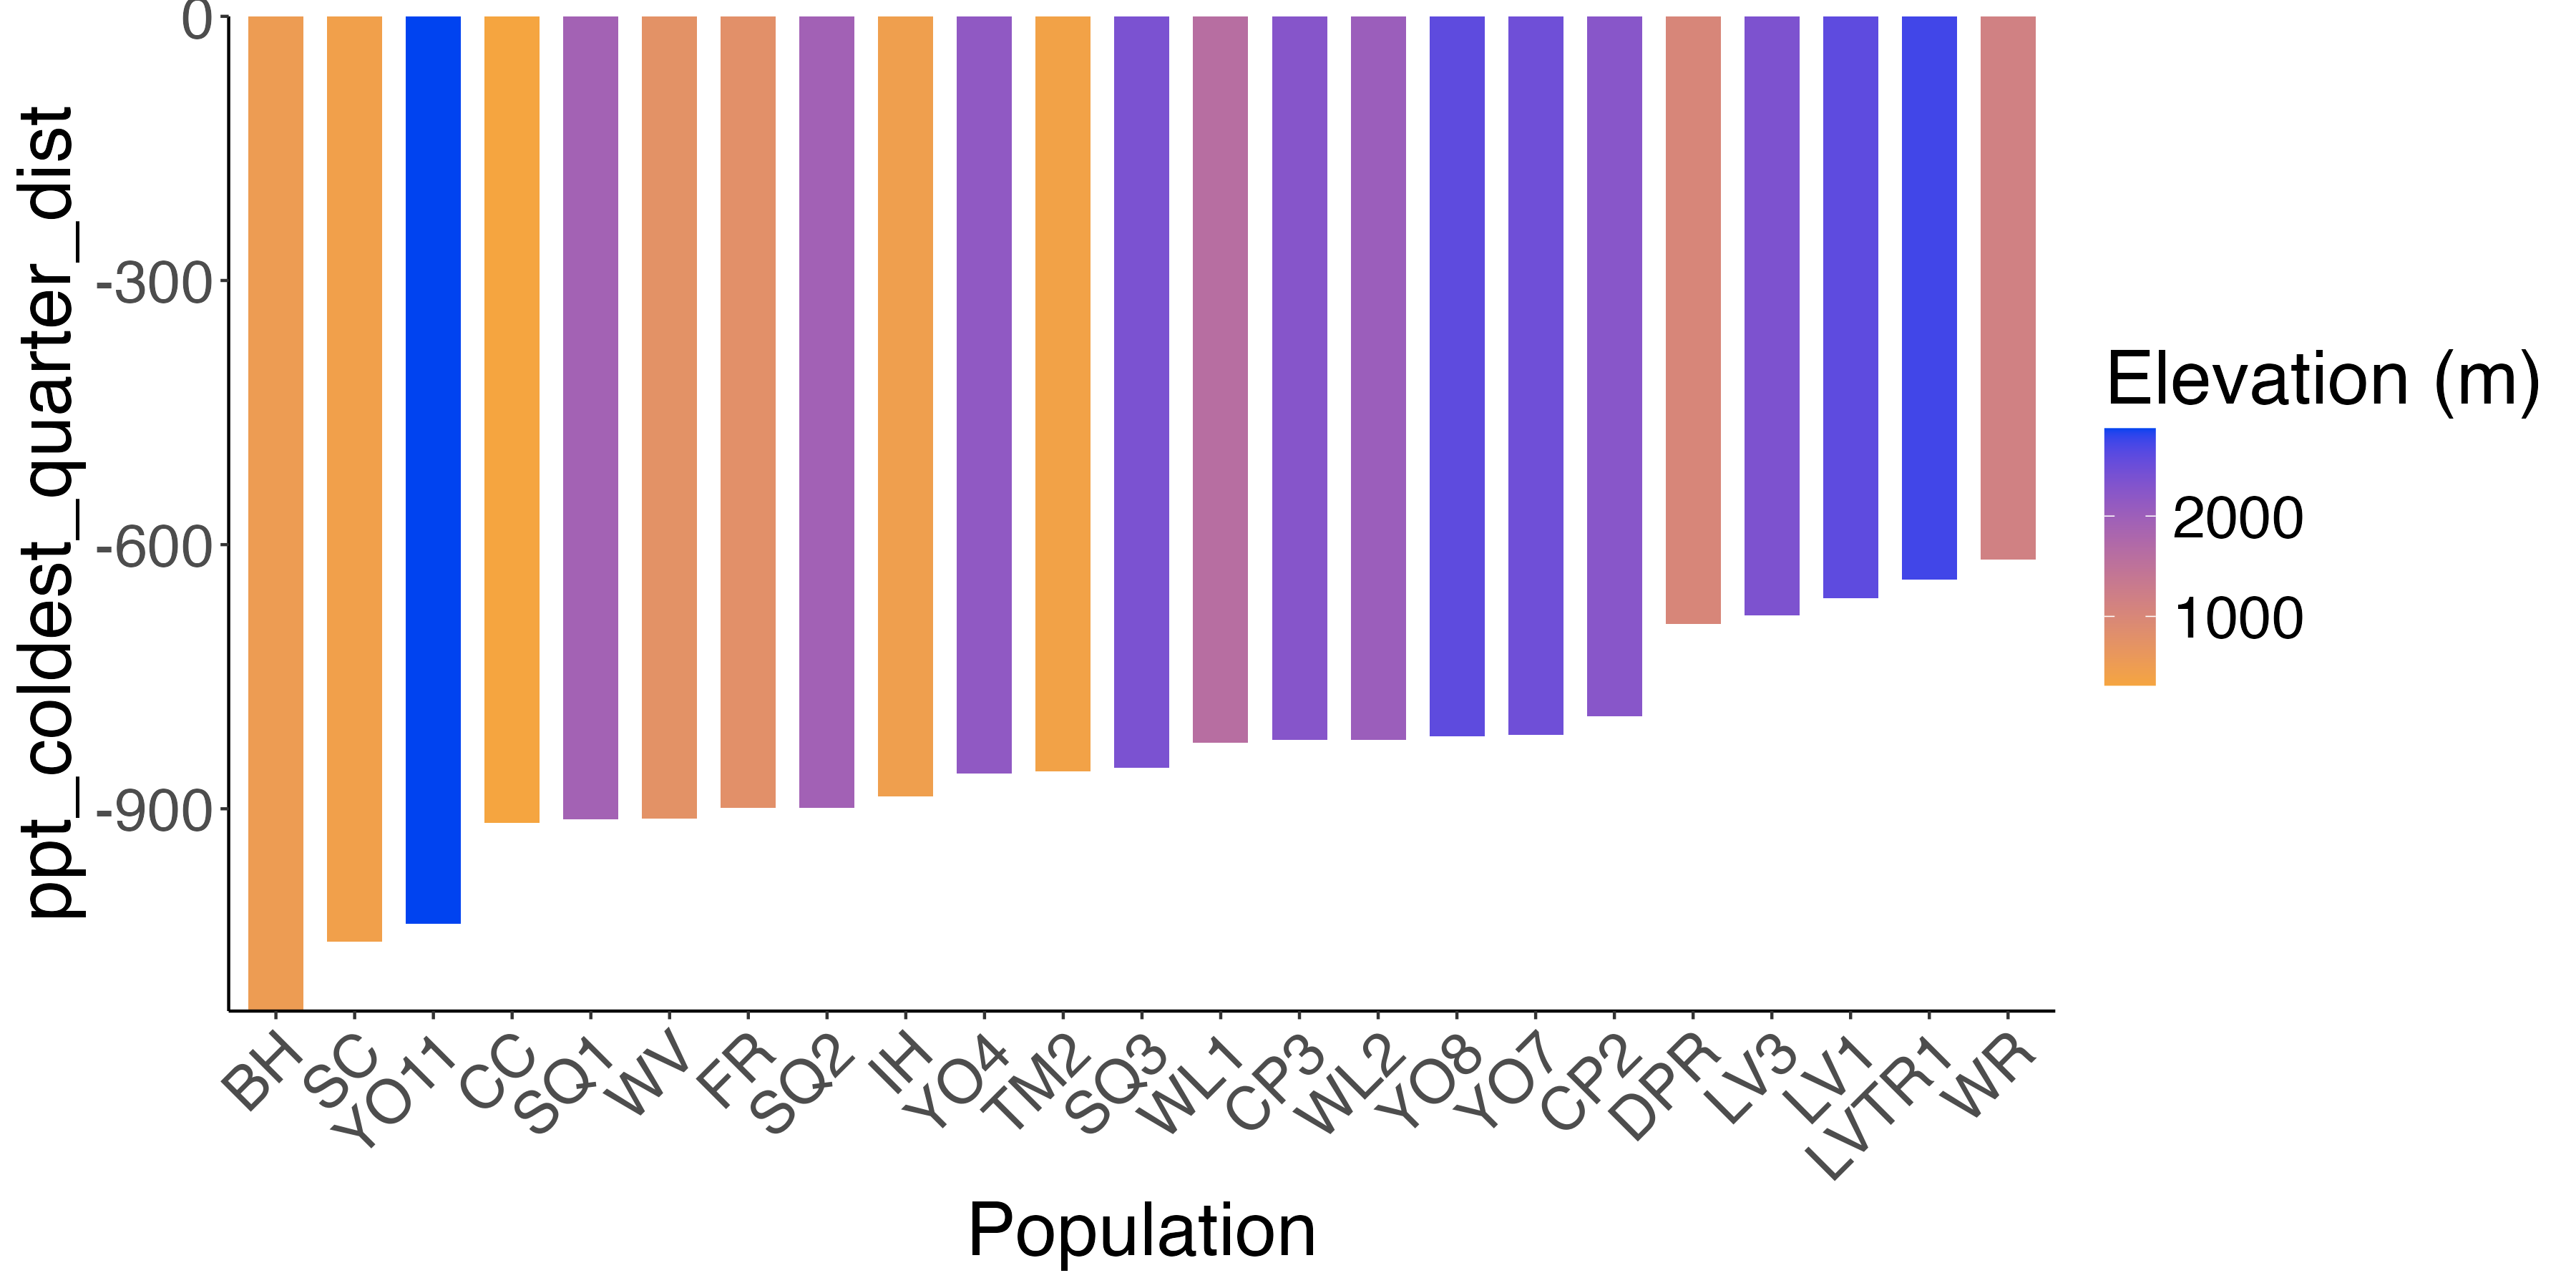 ppt_coldest_quarter_dist
0
-300
-600
-900
BH
SC
YO11
CC
SQ1
WV
FR
SQ2
IH
YO4
TM2
SQ3
WL1
CP3
WL2
YO8
YO7
CP2
DPR
LV3
LV1
LVTR1
WR
Population
Elevation (m)
2000
1000